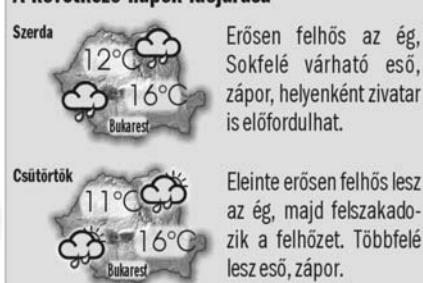 A következő napok időjárása
Szerda
12°C
16°C
Bukarest
Erősen felhős az ég,
Sokfelé várható eső,
zápor, helyenként zivatar
is előfordulhat.
Csütörtök
11°C
16°C
Bukarest
Eleinte erősen felhős lesz
az ég, majd felszakado-
zik a felhőzet. Többfelé
lesz eső, zápor.